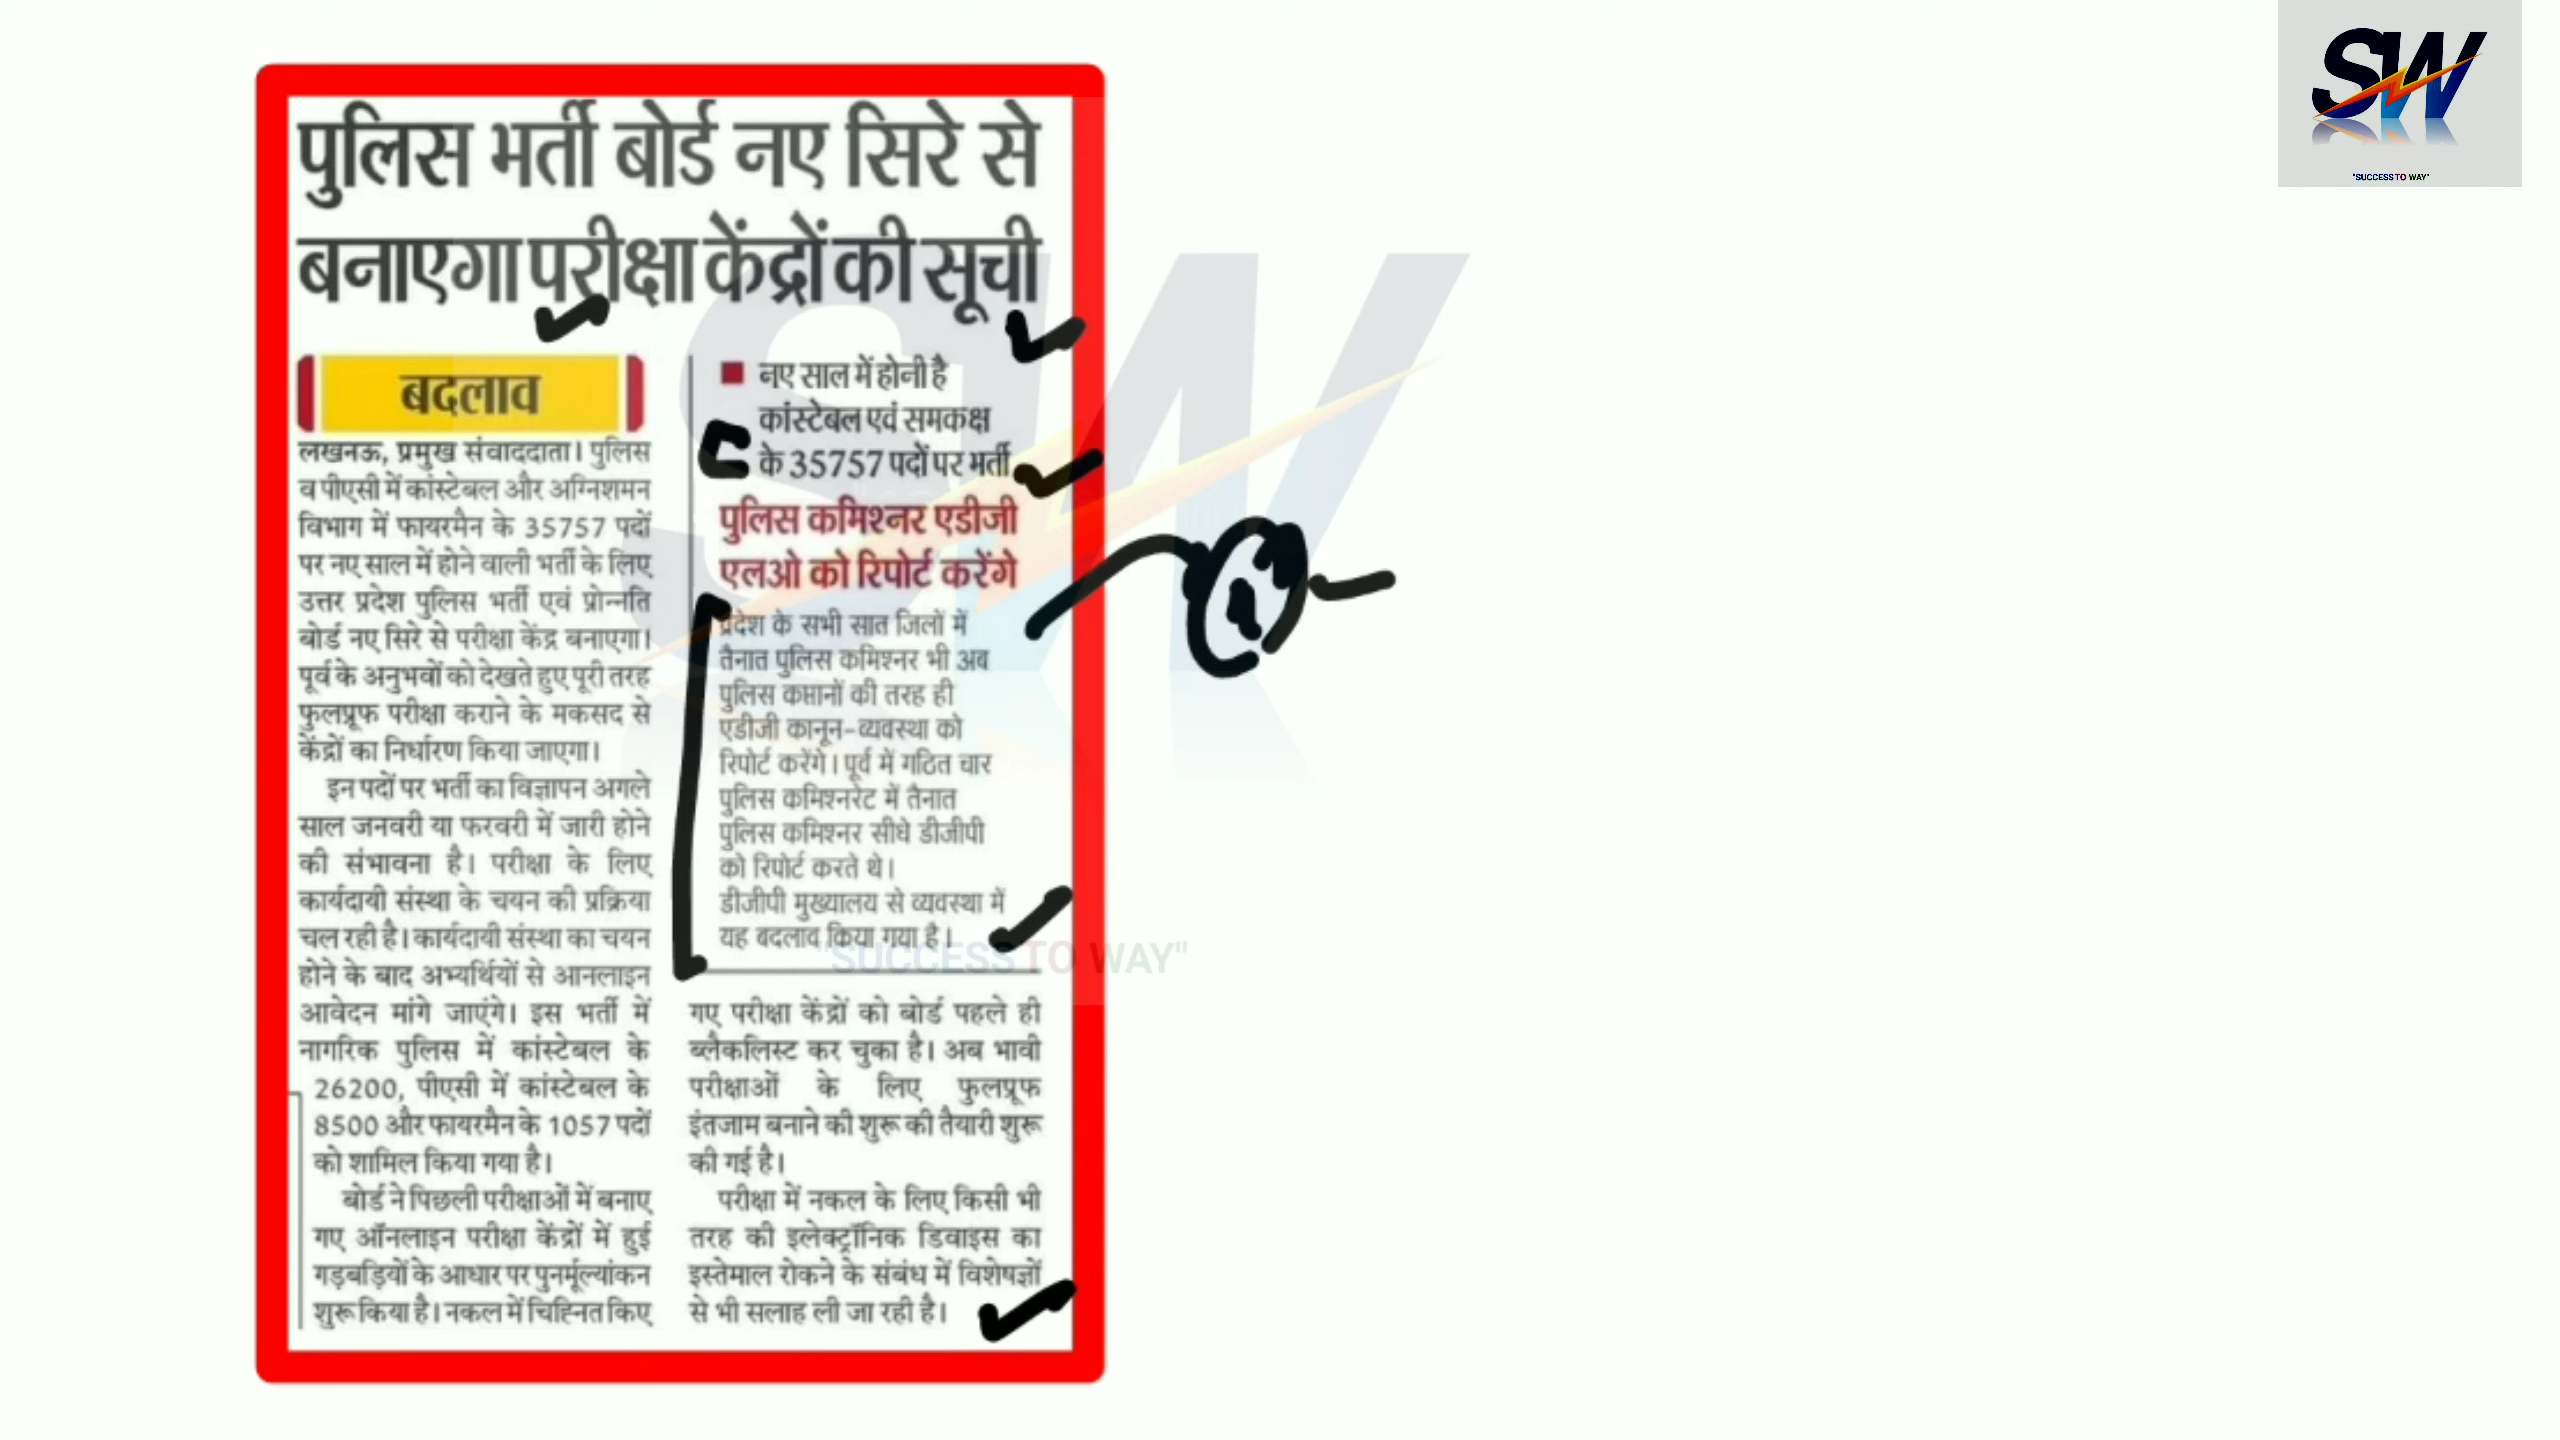 पुलिस भर्ती बोर्ड नए सिरे से
बनाएगा परीक्षा केंद्रों की सूची
बदलाव
लखनऊ, प्रमुख संवाददाता। पुलिस
व पीएसी में कांस्टेबल और अग्निशमन
विभाग में फायरमैन के 35757 पदों
पर नए साल में होने वाली भर्ती के लिए
उत्तर प्रदेश पुलिस भर्ती एवं प्रोन्नति
बोर्ड नए सिरे से परीक्षा केंद्र बनाएगा।
पूर्व के अनुभवों को देखते हुए पूरी तरह
फुलप्रूफ परीक्षा कराने के मकसद से
केंद्रों का निर्धारण किया जाएगा।
इन पदों पर भर्ती का विज्ञापन अगले
साल जनवरी या फरवरी में जारी होने
की संभावना है। परीक्षा के लिए
कार्यदायी संस्था के चयन की प्रक्रिया
चल रही है। कार्यदायी संस्था का चयन
होने के बाद अभ्यर्थियों से आनलाइन
आवेदन मांगे जाएंगे। इस भर्ती में
नागरिक पुलिस में कांस्टेबल के
26200, पीएसी में कांस्टेबल के
8500 और फायरमैन के 1057 पदों
को शामिल किया गया है।
बोर्ड ने पिछली परीक्षाओं में बनाए
गए ऑनलाइन परीक्षा केंद्रों में हुई
गड़बड़ियों के आधार पर पुनर्मूल्यांकन
शुरू किया है। नकल में चिह्नित किए
नए साल में होनी है
कांस्टेबल एवं समकक्ष
के 35757 पदों पर भर्ती
पुलिस कमिश्नर एडीजी
एलओ को रिपोर्ट करेंगे
प्रदेश के सभी सात जिलों में
तैनात पुलिस कमिश्नर भी अब
पुलिस कप्तानों की तरह ही
एडीजी कानून-व्यवस्था को
रिपोर्ट करेंगे। पूर्व में गठित चार
पुलिस कमिश्नरेट में तैनात
पुलिस कमिश्नर सीधे डीजीपी
को रिपोर्ट करते थे।
डीजीपी मुख्यालय से व्यवस्था में
यह बदलाव किया गया है।
गए परीक्षा केंद्रों को बोर्ड पहले ही
ब्लैकलिस्ट कर चुका है। अब भावी
परीक्षाओं के लिए फुलप्रूफ
इंतजाम बनाने की शुरू की तैयारी शुरू
की गई है।
परीक्षा में नकल के लिए किसी भी
तरह की इलेक्ट्रॉनिक डिवाइस का
इस्तेमाल रोकने के संबंध में विशेषज्ञों
से भी सलाह ली जा रही है।
SW
"SUCCESS TO WAY"
SW
"SUCCESS TO WAY"